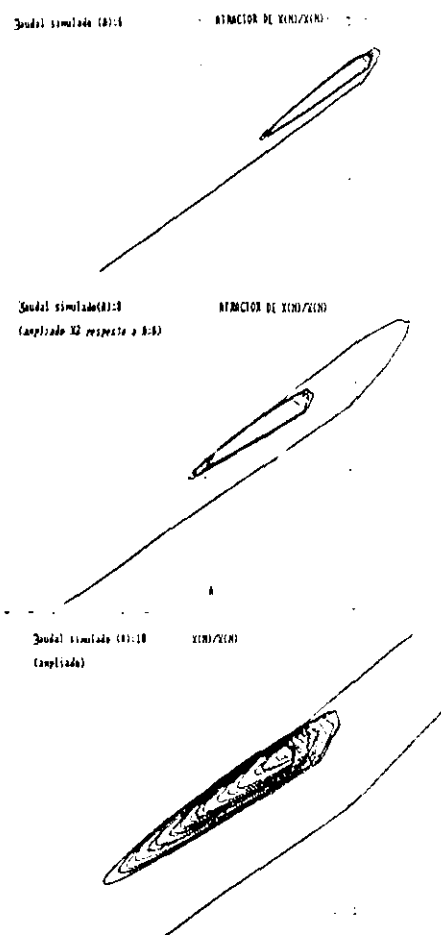 Caudal simulado (A):6
ATRACTOR DE X(N)/X(N)
Caudal simulado(A):8
ATRACTOR DE X(N)/X(N)
(ampliado X2 respecto a A:6)
A
Caudal simulado (A):10
X(N)/X(N)
(ampliado)